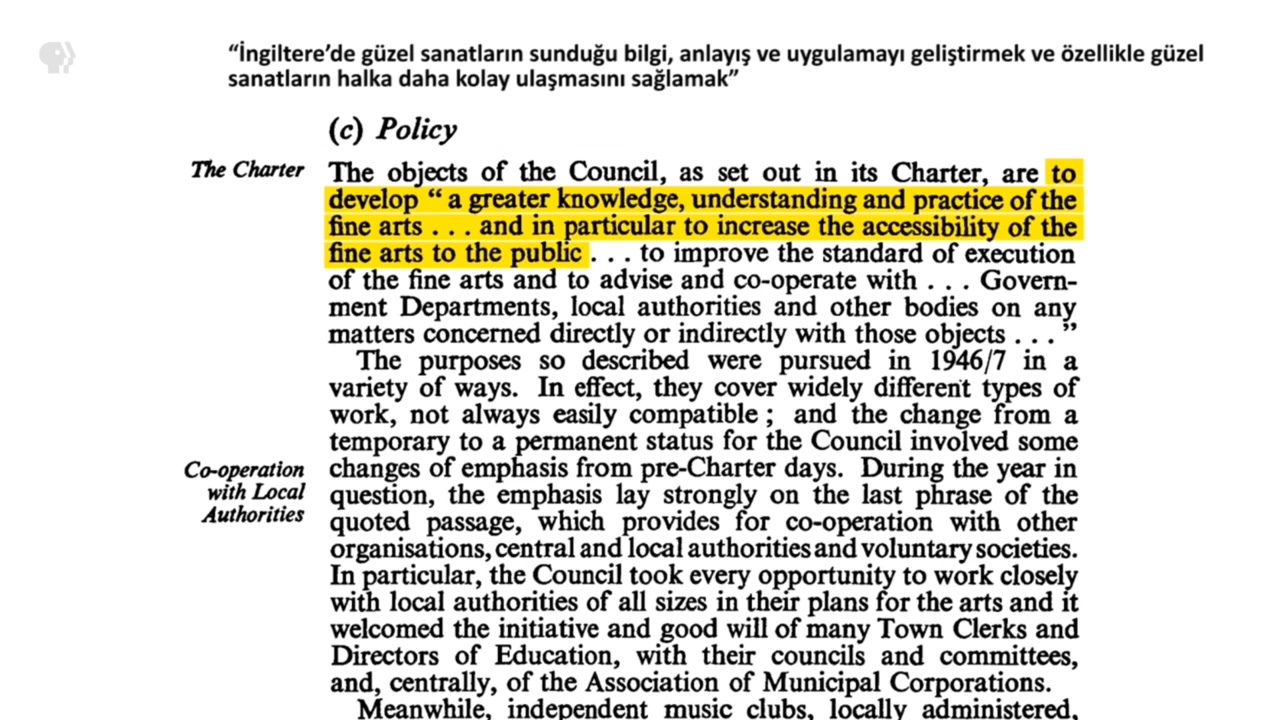 “İngiltere’de güzel sanatların sunduğu bilgi, anlayış ve uygulamayı geliştirmek ve özellikle güzel
sanatların halka daha kolay ulaşmasını sağlamak”
(c) Policy
The Charter
The objects of the Council, as set out in its Charter, are to
develop “ a greater knowledge, understanding and practice of the
fine arts . . . and in particular to increase the accessibility of the
fine arts to the public . . . to improve the standard of execution
of the fine arts and to advise and co-operate with . . . Govern-
ment Departments, local authorities and other bodies on any
matters concerned directly or indirectly with those objects . . .”
The purposes so described were pursued in 1946/7 in a
variety of ways. In effect, they cover widely different types of
work, not always easily compatible ; and the change from a
temporary to a permanent status for the Council involved some
Co-operation
with Local
Authorities
changes of emphasis from pre-Charter days. During the year in
question, the emphasis lay strongly on the last phrase of the
quoted passage, which provides for co-operation with other
organisations, central and local authorities and voluntary societies.
In particular, the Council took every opportunity to work closely
with local authorities of all sizes in their plans for the arts and it
welcomed the initiative and good will of many Town Clerks and
Directors of Education, with their councils and committees,
and, centrally, of the Association of Municipal Corporations.
Meanwhile, independent music clubs, locally administered,